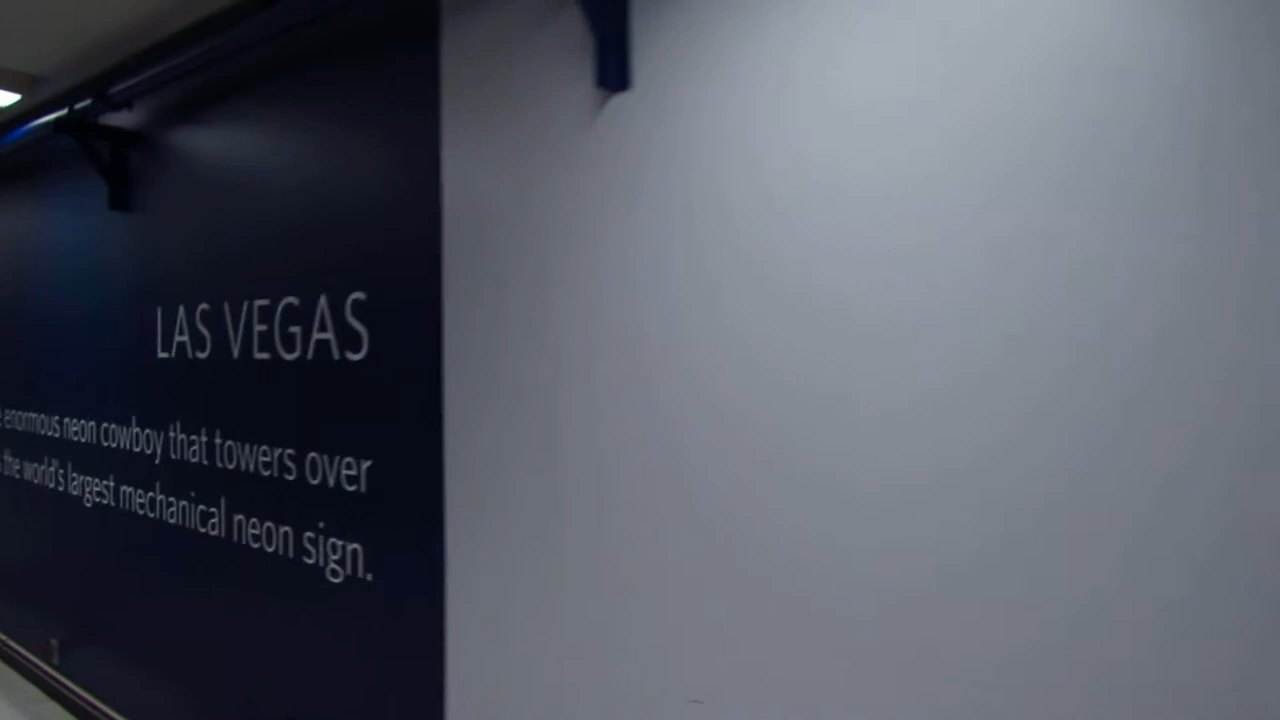 LAS VEGAS
enormous neon cowboy that towers over
the world's largest mechanical neon sign.